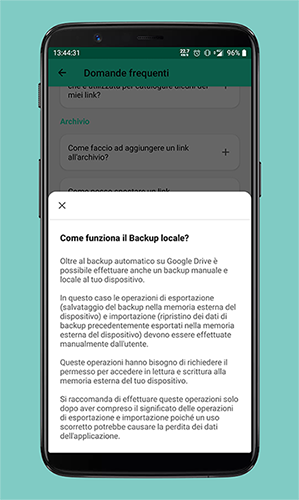 13:44:31
96%
Domande frequenti
che è utilizzata per catalogare alcuni dei
miei link?
Archivio
Come faccio ad aggiungere un link
all'archivio?
Come posso spostare un link
Come funziona il Backup locale?
Oltre al backup automatico su Google Drive è
possibile effettuare anche un backup manuale e
locale al tuo dispositivo.
In questo caso le operazioni di esportazione
(salvataggio del backup nella memoria esterna del
dispositivo) e importazione (ripristino dei dati di
backup precedentemente esportati nella memoria
esterna del dispositivo) devono essere effettuate
manualmente dall'utente.
Queste operazioni hanno bisogno di richiedere il
permesso per accedere in lettura e scrittura alla
memoria esterna del tuo dispositivo.
Si raccomanda di effettuare queste operazioni solo
dopo aver compreso il significato delle operazioni
di esportazione e importazione poiché un uso
scorretto potrebbe causare la perdita dei dati
dell'applicazione.